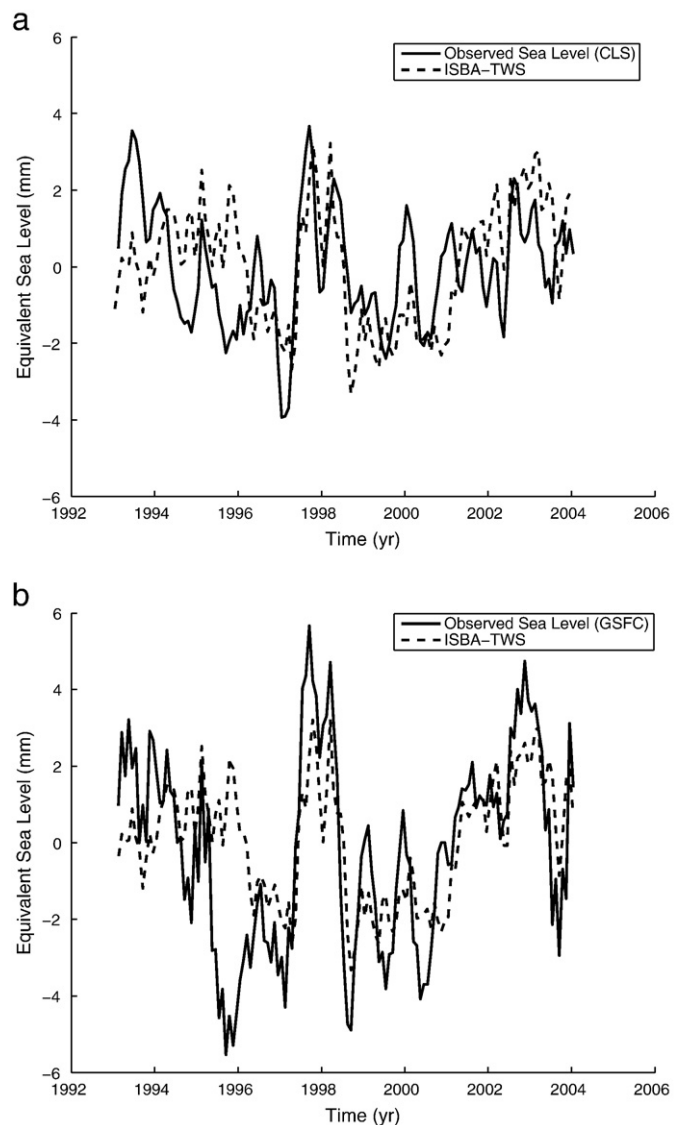 a
Observed Sea Level (CLS)
ISBA-TWS
Equivalent Sea Level (mm)
6
4
2
0
−2
−4
−6
1992 1994 1996 1998 2000 2002 2004 2006
Time (yr)
b
Observed Sea Level (GSFC)
ISBA-TWS
Equivalent Sea Level (mm)
6
4
2
0
−2
−4
−6
1992 1994 1996 1998 2000 2002 2004 2006
Time (yr)